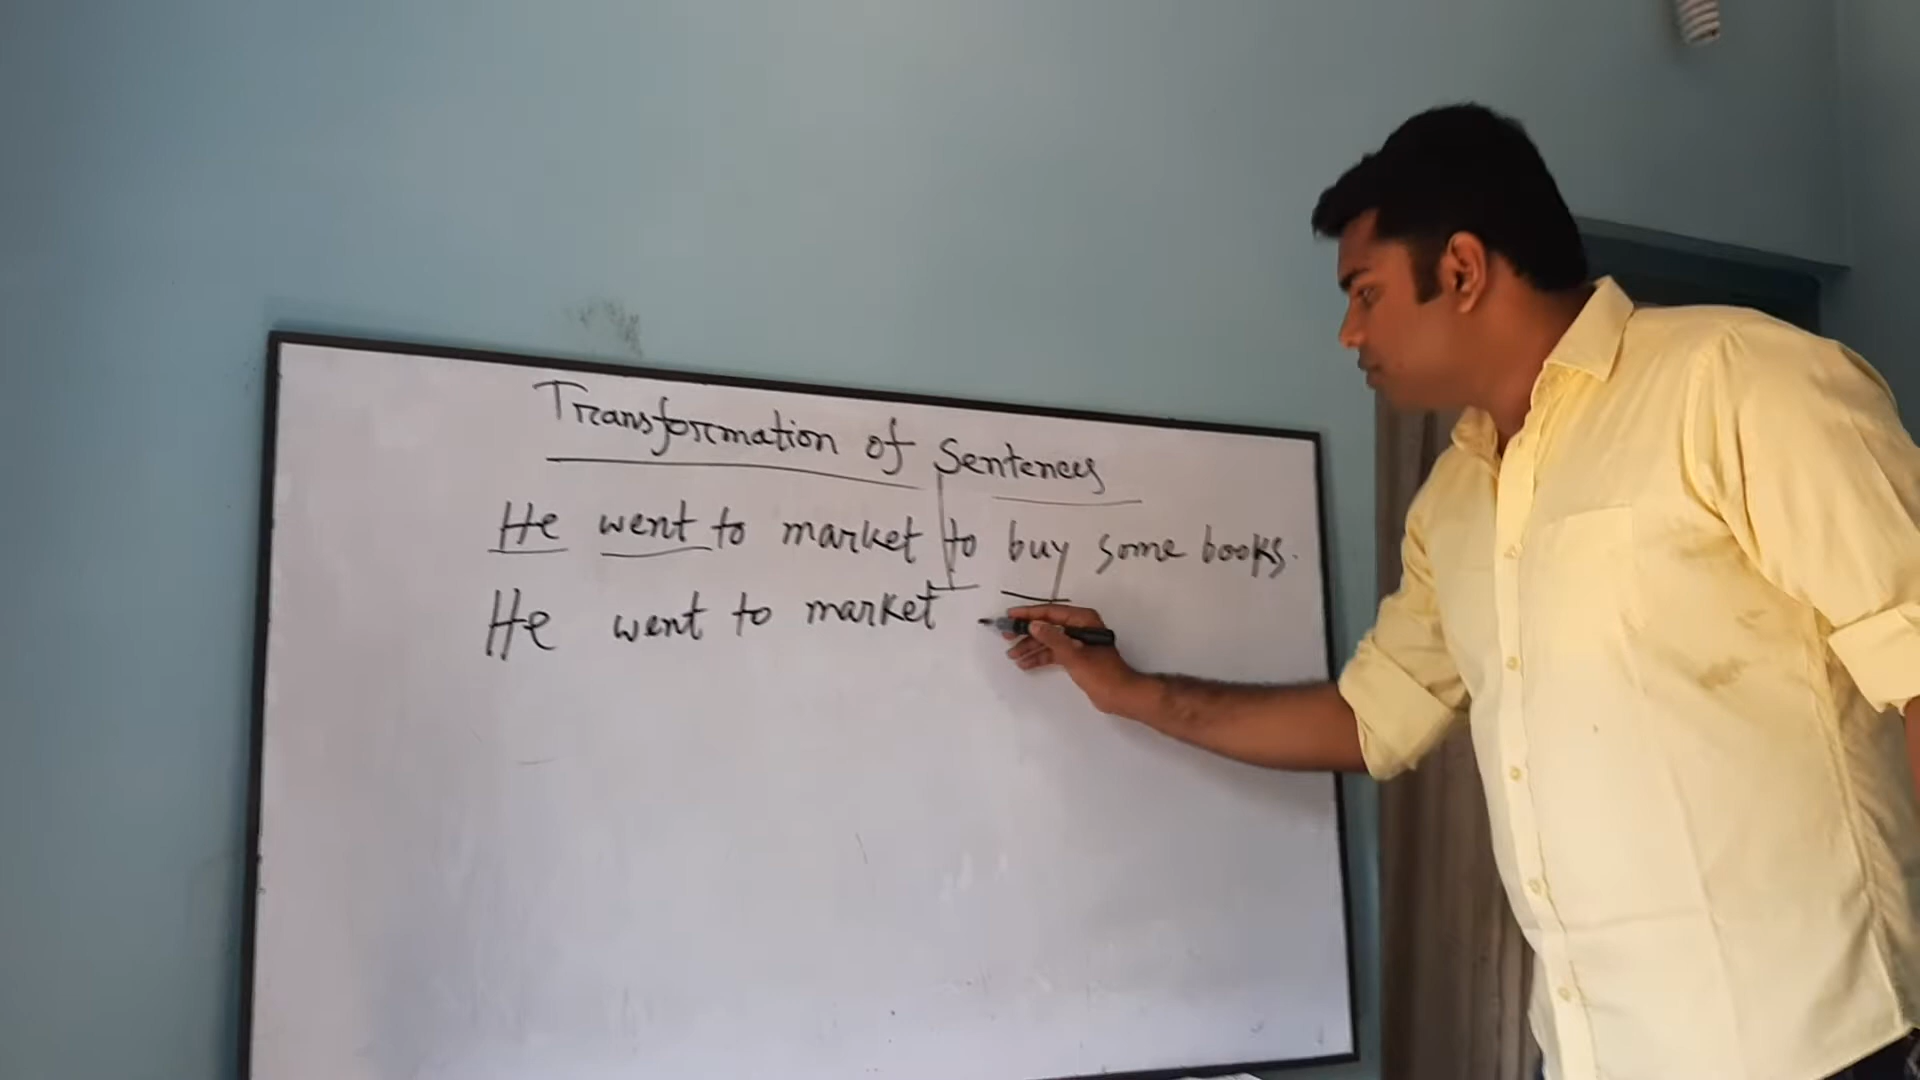 Transformation of Sentences
He went to market to buy some books.
He went to market